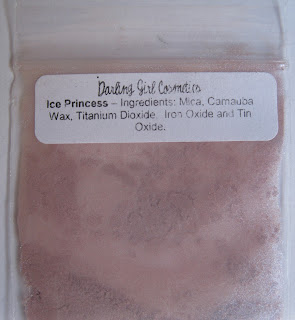 Darling Girl Cosmetics
Ice Princess – Ingredients: Mica, Carnauba
Wax, Titanium Dioxide, Iron Oxide and Tin
Oxide.